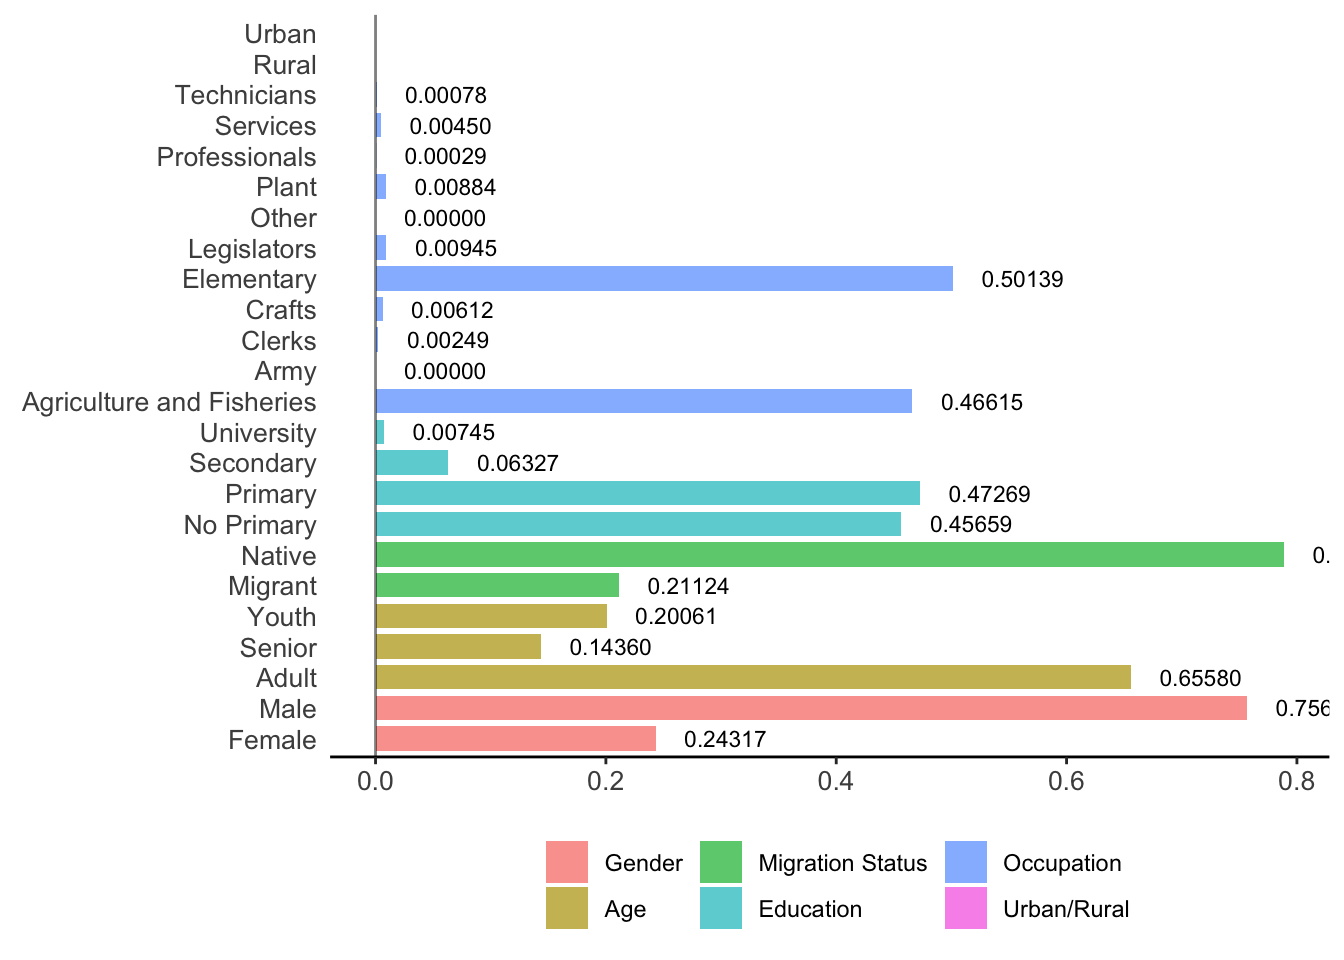 Urban
Rural
Technicians 0.00078
Services 0.00450
Professionals 0.00029
Plant 0.00884
Other 0.00000
Legislators 0.00945
Elementary 0.50139
Crafts 0.00612
Clerks 0.00249
Army 0.00000
Agriculture and Fisheries 0.46615
University 0.00745
Secondary 0.06327
Primary 0.47269
No Primary 0.45659
Native 0.
Migrant 0.21124
Youth 0.20061
Senior 0.14360
Adult 0.65580
Male 0.756
Female 0.24317
0.0 0.2 0.4 0.6 0.8
Gender Migration Status Occupation
Age Education Urban/Rural